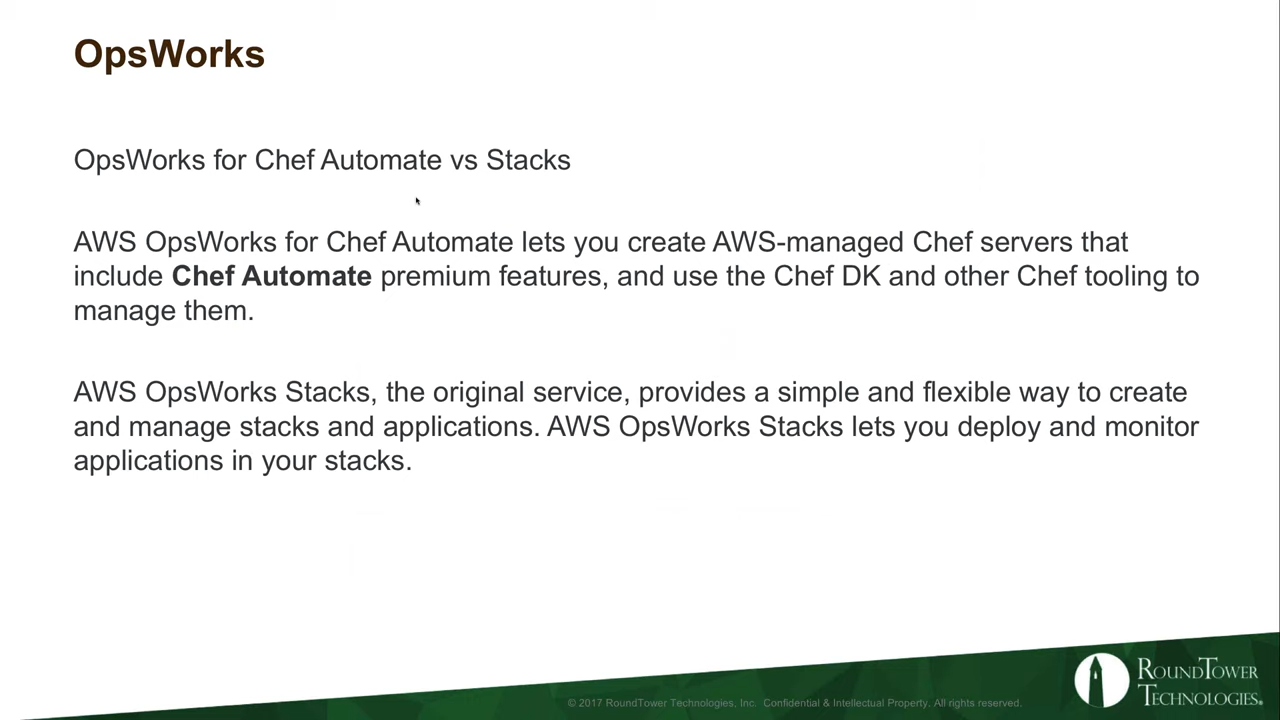 OpsWorks
OpsWorks for Chef Automate vs Stacks
AWS OpsWorks for Chef Automate lets you create AWS-managed Chef servers that
include Chef Automate premium features, and use the Chef DK and other Chef tooling to
manage them.
AWS OpsWorks Stacks, the original service, provides a simple and flexible way to create
and manage stacks and applications. AWS OpsWorks Stacks lets you deploy and monitor
applications in your stacks.
© 2017 RoundTower Technologies, Inc. Confidential & Intellectual Property. All rights reserved.
ROUNDTOWER
TECHNOLOGIES®